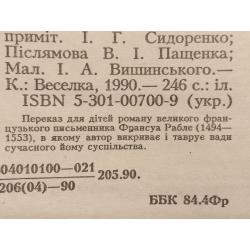 приміт. І. Г. Сидоренко;
Післямова В. І. Пащенка;
Мал. І. А. Вишинського.—
К.: Веселка, 1990.— 246 с.: іл.
ISBN 5-301-00700-9 (укр.)
Переказ для дітей роману великого фран-
цузького письменника Франсуа Рабле (1494—
1553), в якому автор викриває і таврує вади
сучасного йому суспільства.
04010100—021
206(04)—90
205.90.
ББК 84.4Фр